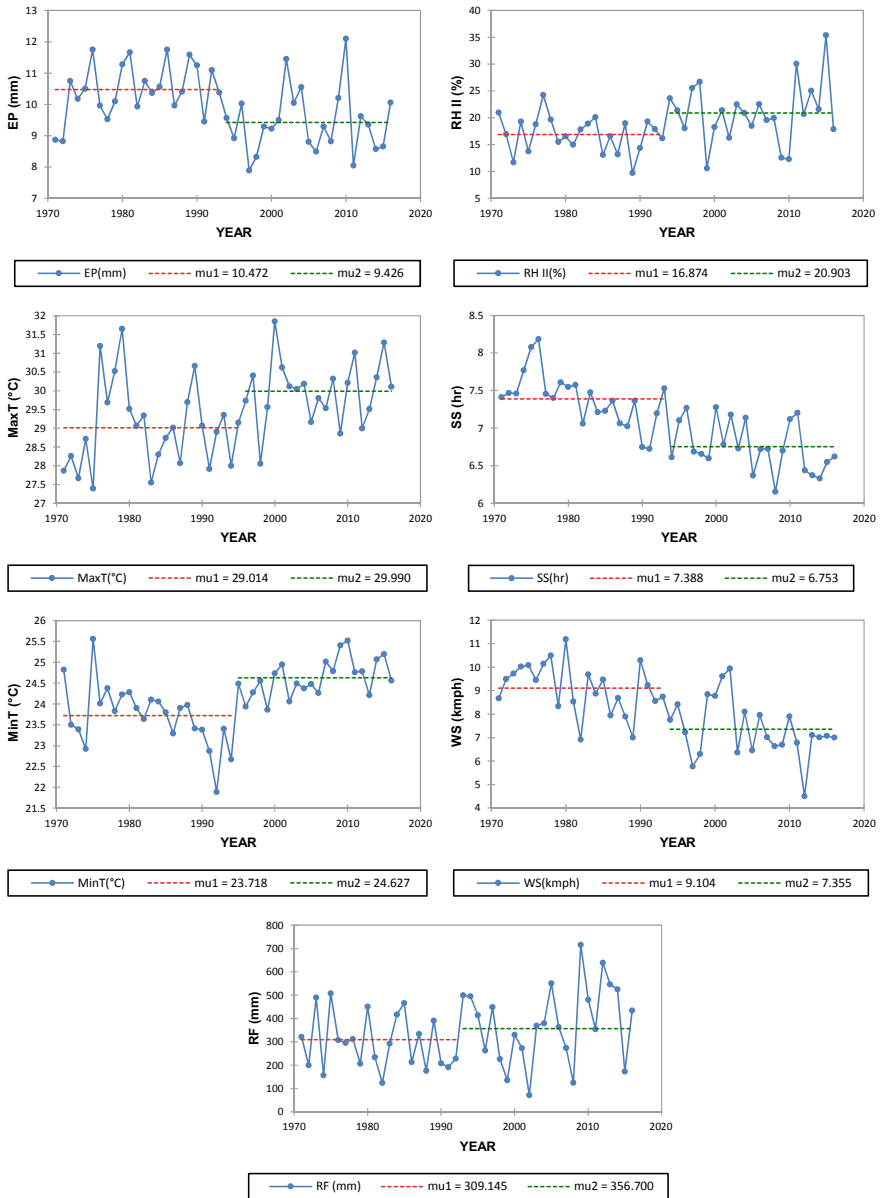 EP (mm)
13
12
11
10
9
8
7
1970 1980 1990 2000 2010 2020
YEAR
EP(mm) mu1 = 10.472 mu2 = 9.426
RH II (%)
40
35
30
25
20
15
10
5
1970 1980 1990 2000 2010 2020
YEAR
RH II(%) mu1 = 16.874 mu2 = 20.903
MaxT (°C)
32
31.5
31
30.5
30
29.5
29
28.5
28
27.5
27
1970 1980 1990 2000 2010 2020
YEAR
MaxT(°C) mu1 = 29.014 mu2 = 29.990
SS (hr)
8.5
8
7.5
7
6.5
6
1970 1980 1990 2000 2010 2020
YEAR
SS(hr) mu1 = 7.388 mu2 = 6.753
MinT (°C)
26
25.5
25
24.5
24
23.5
23
22.5
22
21.5
1970 1980 1990 2000 2010 2020
YEAR
MinT(°C) mu1 = 23.718 mu2 = 24.627
WS (kmph)
12
11
10
9
8
7
6
5
4
1970 1980 1990 2000 2010 2020
YEAR
WS(kmph) mu1 = 9.104 mu2 = 7.355
RF (mm)
800
700
600
500
400
300
200
100
0
1970 1980 1990 2000 2010 2020
YEAR
RF (mm) mu1 = 309.145 mu2 = 356.700